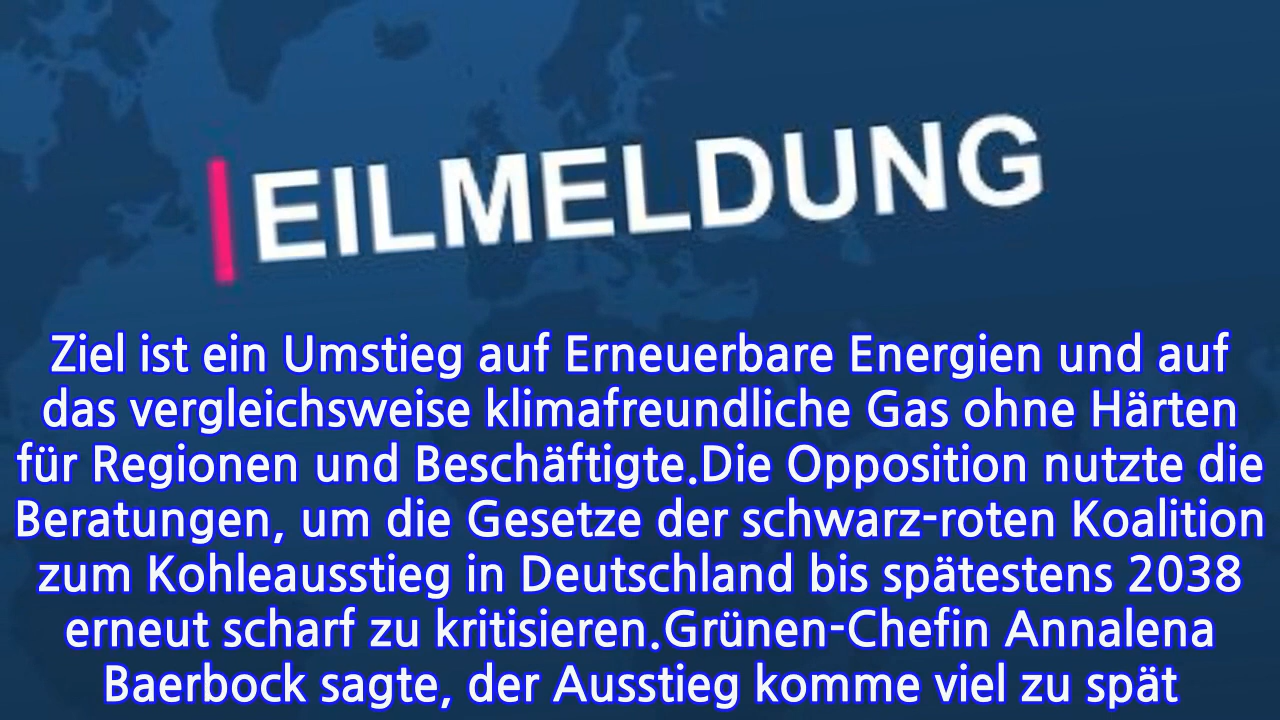 EILMELDUNG
Ziel ist ein Umstieg auf Erneuerbare Energien und auf
das vergleichsweise klimafreundliche Gas ohne Härten
für Regionen und Beschäftigte.Die Opposition nutzte die
Beratungen, um die Gesetze der schwarz-roten Koalition
zum Kohleausstieg in Deutschland bis spätestens 2038
erneut scharf zu kritisieren.Grünen-Chefin Annalena
Baerbock sagte, der Ausstieg komme viel zu spät